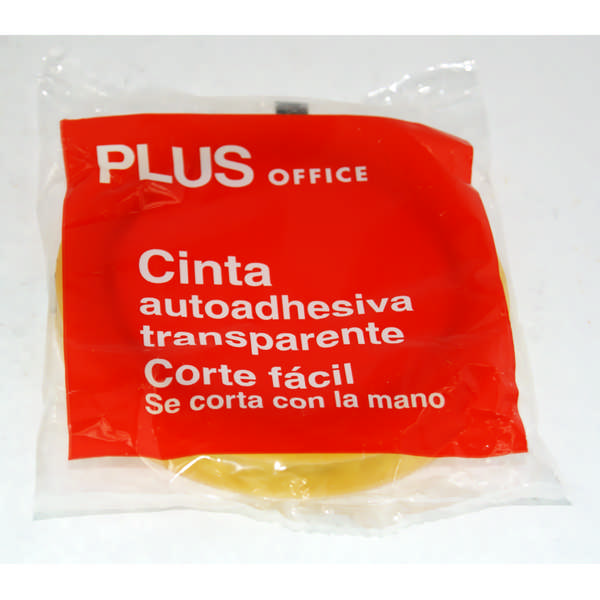 PLUS OFFICE
Cinta
autoadhesiva
transparente
Corte fácil
Se corta con la mano